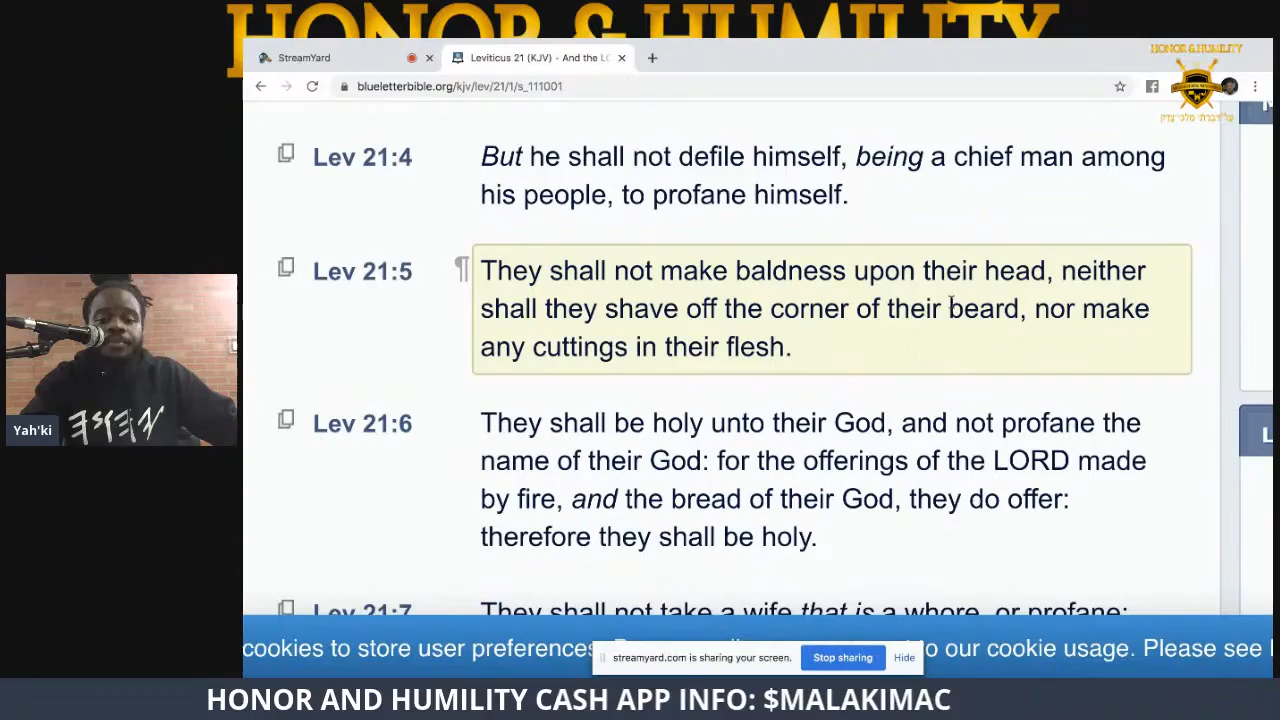 HONOR & HUMILITY
StreamYard
Leviticus 21 (KJV) - And the LO
HONOR & HUMILITY
blueletterbible.org/kjv/lev/21/1/s_111001
Lev 21:4 But he shall not defile himself, being a chief man among
his people, to profane himself.
Lev 21:5 ¶ They shall not make baldness upon their head, neither
shall they shave off the corner of their beard, nor make
any cuttings in their flesh.
Lev 21:6 They shall be holy unto their God, and not profane the
name of their God: for the offerings of the LORD made
by fire, and the bread of their God, they do offer:
therefore they shall be holy.
Lev 21:7 They shall not take a wife that is a whore, or profane;
Yah'ki
cookies to store user preferences. to our cookie usage. Please see
streamyard.com is sharing your screen. Stop sharing Hide
HONOR AND HUMILITY CASH APP INFO: $MALAKIMAC